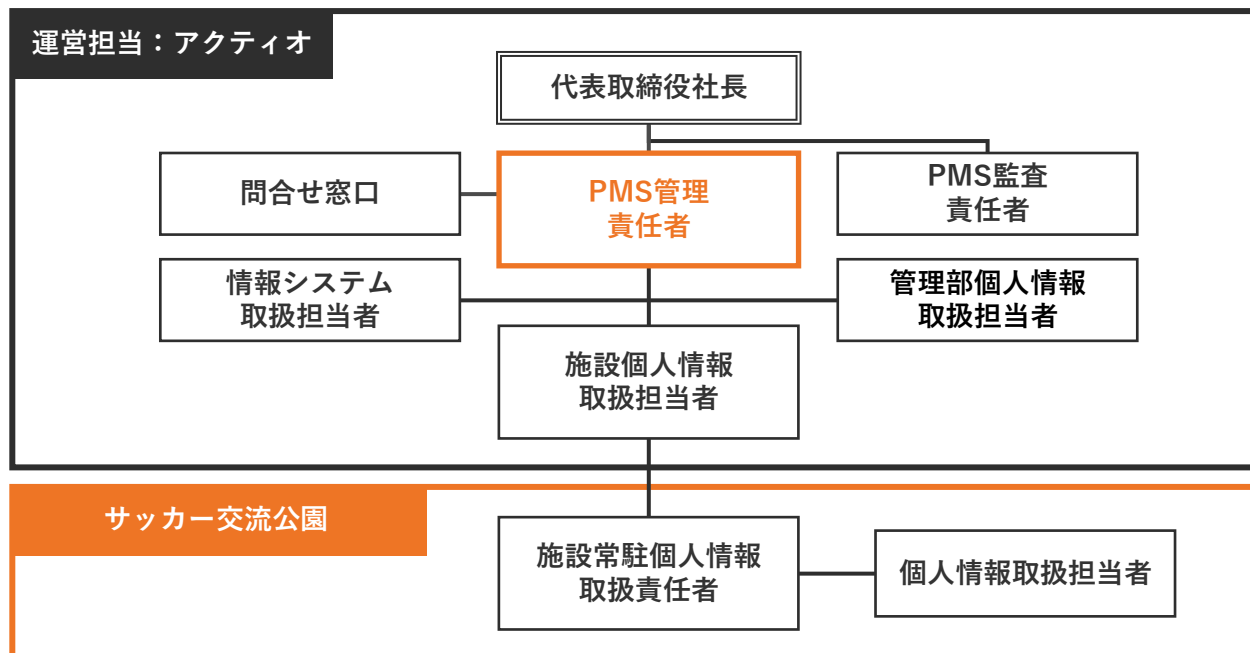 運営担当：アクティオ
代表取締役社長
問合せ窓口
PMS管理
責任者
PMS監査
責任者
情報システム
取扱担当者
管理部個人情報
取扱担当者
施設個人情報
取扱担当者
サッカー交流公園
施設常駐個人情報
取扱責任者
個人情報取扱担当者